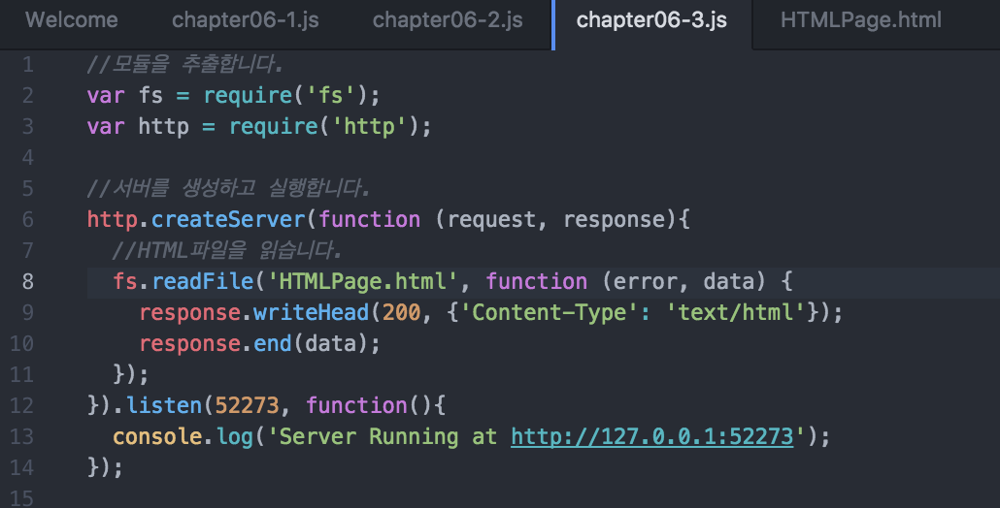 Welcome chapter06-1.js chapter06-2.js chapter06-3.js HTMLPage.html
1 //모듈을 추출합니다.
2 var fs = require('fs');
3 var http = require('http');
4
5 //서버를 생성하고 실행합니다.
6 http.createServer(function (request, response){
7 //HTML파일을 읽습니다.
8 fs.readFile('HTMLPage.html', function (error, data) {
9 response.writeHead(200, {'Content-Type': 'text/html'});
10 response.end(data);
11 });
12 }).listen(52273, function(){
13 console.log('Server Running at http://127.0.0.1:52273');
14 });
15